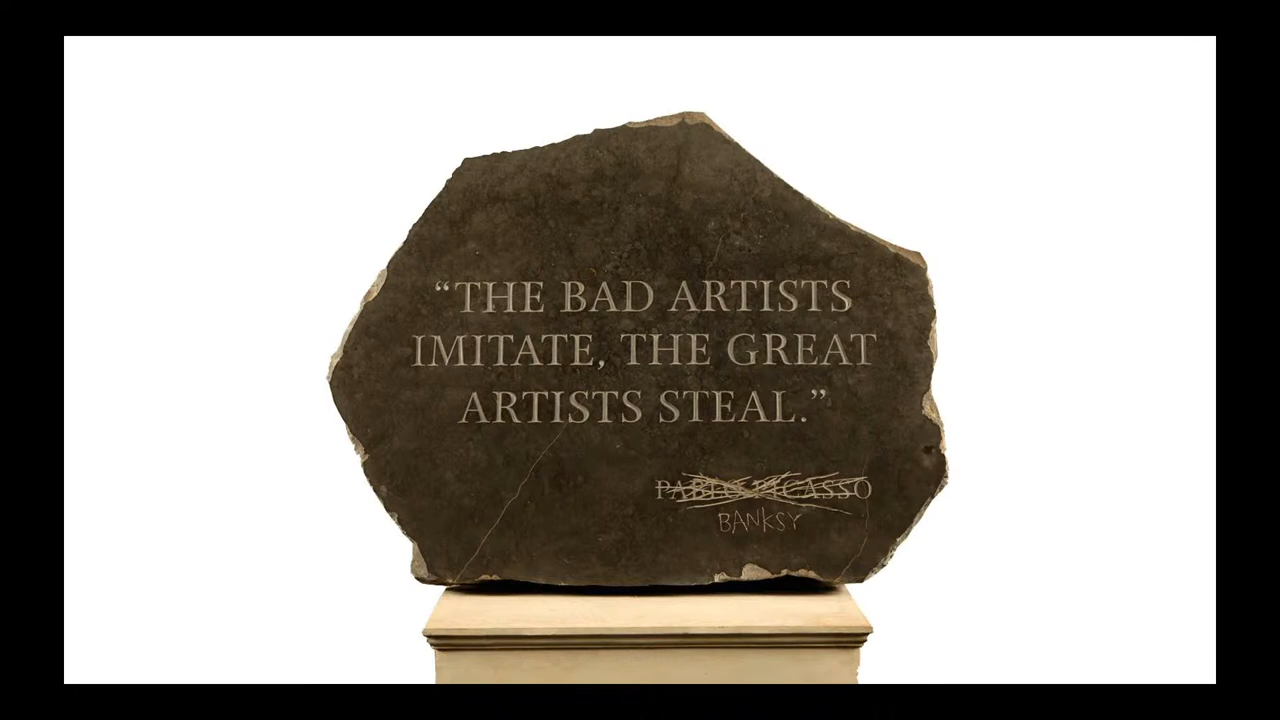 “THE BAD ARTISTS
IMITATE, THE GREAT
ARTISTS STEAL.”
PABLO PICASSO
BANKSY